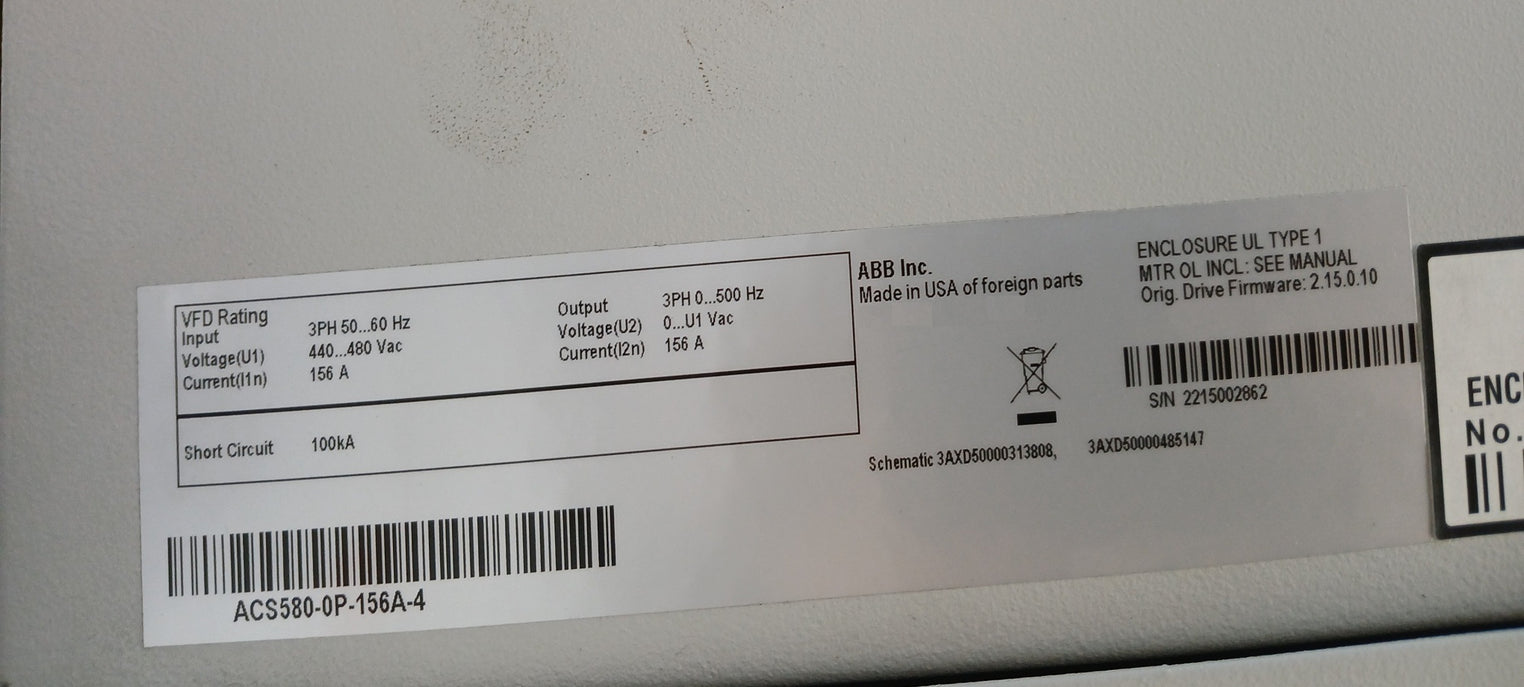 VFD Rating
Input 3PH 50...60 Hz
Voltage(U1) 440...480 Vac
Current(I1n) 156 A
Output 3PH 0...500 Hz
Voltage(U2) 0...U1 Vac
Current(I2n) 156 A
Short Circuit 100kA
ACS580-0P-156A-4
ABB Inc.
Made in USA of foreign parts
Schematic 3AXD50000313808, 3AXD50000485147
ENCLOSURE UL TYPE 1
MTR OL INCL: SEE MANUAL
Orig. Drive Firmware: 2.15.0.10
S/N 2215002862
ENC
No.